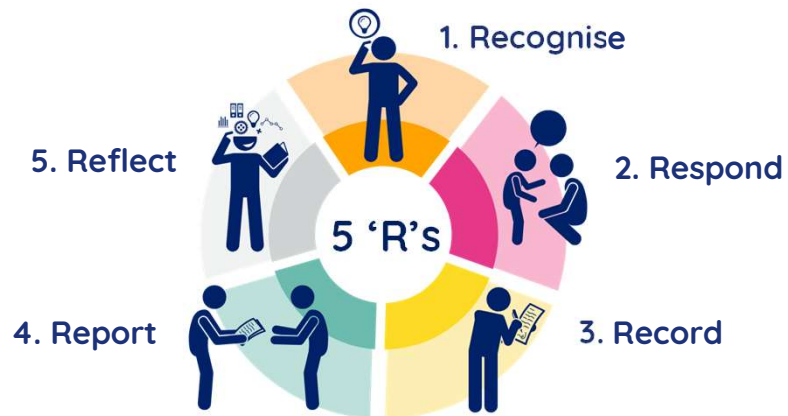 1. Recognise
2. Respond
3. Record
4. Report
5. Reflect
5 ‘R’s